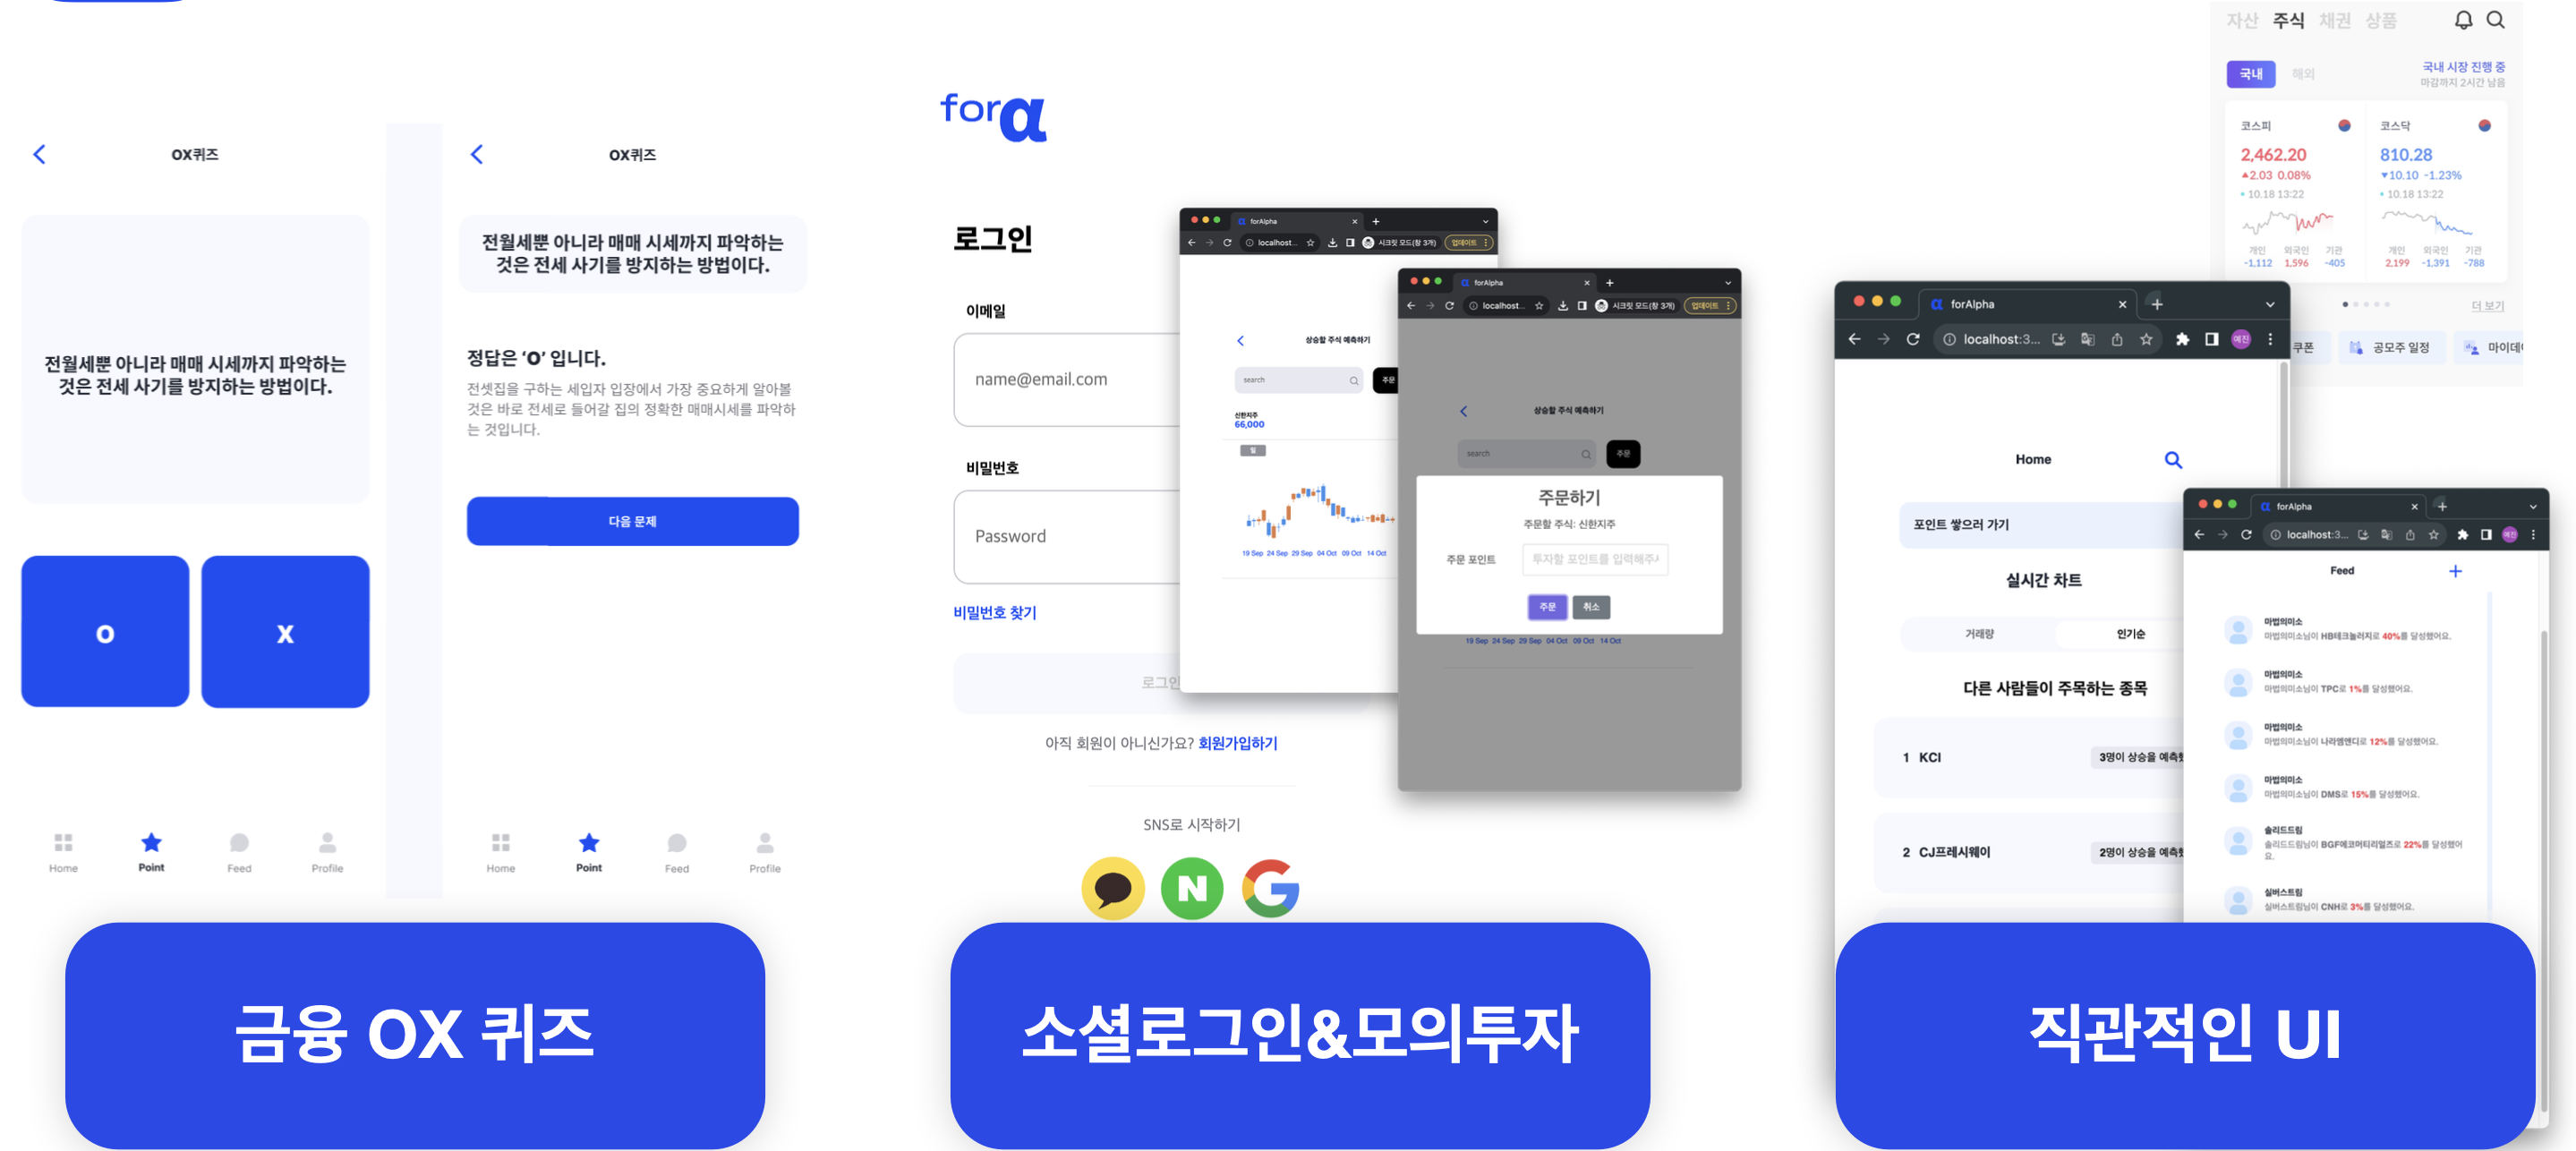 OX퀴즈
전월세뿐 아니라 매매 시세까지 파악하는
것은 전세 사기를 방지하는 방법이다.
O
X
Home
Point
Feed
Profile
OX퀴즈
전월세뿐 아니라 매매 시세까지 파악하는
것은 전세 사기를 방지하는 방법이다.
정답은 ‘O’ 입니다.
전셋집을 구하는 세입자 입장에서 가장 중요하게 알아볼
것은 바로 전세로 들어갈 집의 정확한 매매시세를 파악하
는 것입니다.
다음 문제
Home
Point
Feed
Profile
금융 OX 퀴즈
forα
로그인
이메일
name@email.com
비밀번호
Password
비밀번호 찾기
로그인
아직 회원이 아니신가요? 회원가입하기
SNS로 시작하기
N
G
forAlpha
localhost...
시크릿 모드(창 3개)
업데이트
상승할 주식 예측하기
search
주문
신한지주
66,000
일
19 Sep 24 Sep 29 Sep 04 Oct 09 Oct 14 Oct
forAlpha
localhost...
시크릿 모드(창 3개)
업데이트
상승할 주식 예측하기
search
주문
주문하기
주문할 주식: 신한지주
주문 포인트
투자할 포인트를 입력해주
주문
취소
19 Sep 24 Sep 29 Sep 04 Oct 09 Oct 14 Oct
소셜로그인&모의투자
자산 주식 채권 상품
국내 해외
국내 시장 진행 중
마감까지 2시간 남음
코스피
2,462.20
▲2.03 0.08%
10.18 13:22
개인 외국인 기관
-1,112 1,596 -405
코스닥
810.28
▼10.10 -1.23%
10.18 13:22
개인 외국인 기관
2,199 -1,391 -788
더 보기
쿠폰
공모주 일정
마이데
forAlpha
localhost:3...
예진
Home
포인트 쌓으러 가기
실시간 차트
거래량
인기순
다른 사람들이 주목하는 종목
1 KCI
3명이 상승을 예측
2 CJ프레시웨이
2명이 상승을 예측
forAlpha
localhost:3...
예진
Feed
마법의미소
마법의미소님이 HB테크놀러지로 40%를 달성했어요.
마법의미소
마법의미소님이 TPC로 1%를 달성했어요.
마법의미소
마법의미소님이 나라엠앤디로 12%를 달성했어요.
마법의미소
마법의미소님이 DMS로 15%를 달성했어요.
솔리드드림
솔리드드림님이 BGF에코머티리얼즈로 22%를 달성했어
요.
실버스트림
실버스트림님이 CNH로 3%를 달성했어요.
직관적인 UI